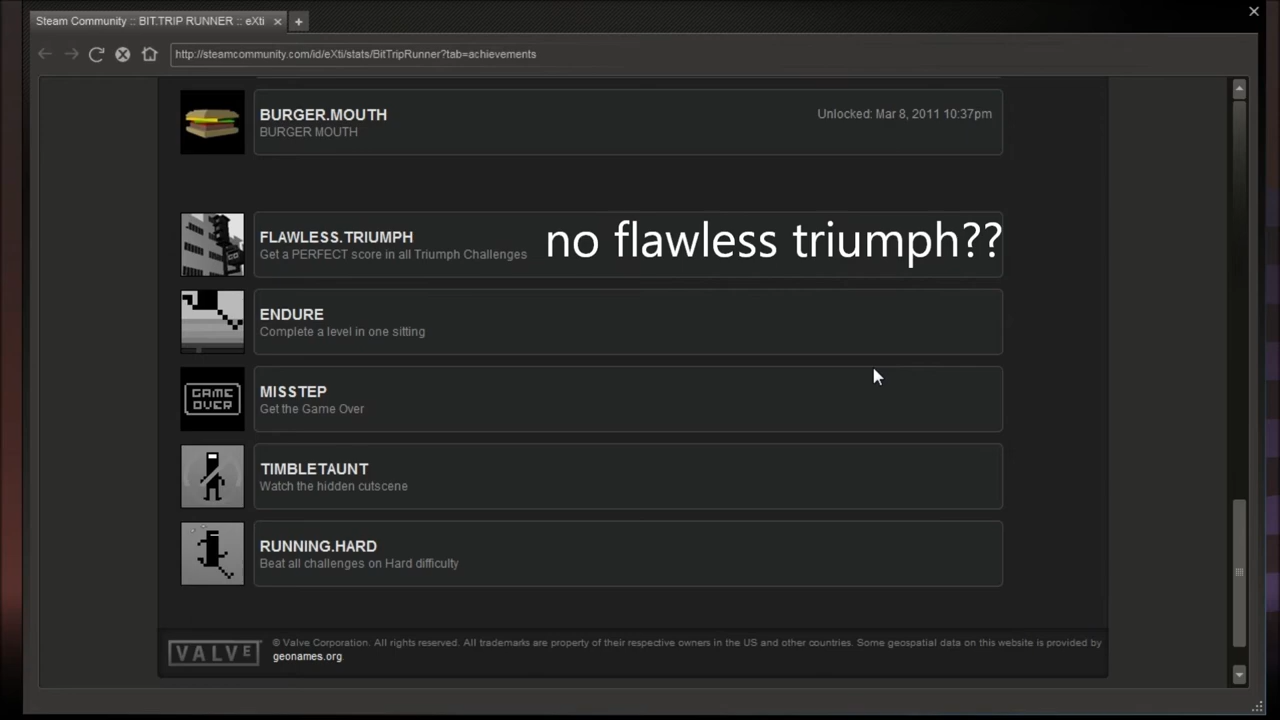 Steam Community :: BIT.TRIP RUNNER :: eXti
http://steamcommunity.com/id/eXti/stats/BitTripRunner?tab=achievements
BURGER.MOUTH
Unlocked: Mar 8, 2011 10:37pm
BURGER MOUTH
FLAWLESS.TRIUMPH
Get a PERFECT score in all Triumph Challenges
no flawless triumph??
ENDURE
Complete a level in one sitting
GAME
OVER
MISSTEP
Get the Game Over
TIMBLETAUNT
Watch the hidden cutscene
RUNNING.HARD
Beat all challenges on Hard difficulty
VALVE
© Valve Corporation. All rights reserved. All trademarks are property of their respective owners in the US and other countries. Some geospatial data on this website is provided by
geonames.org.